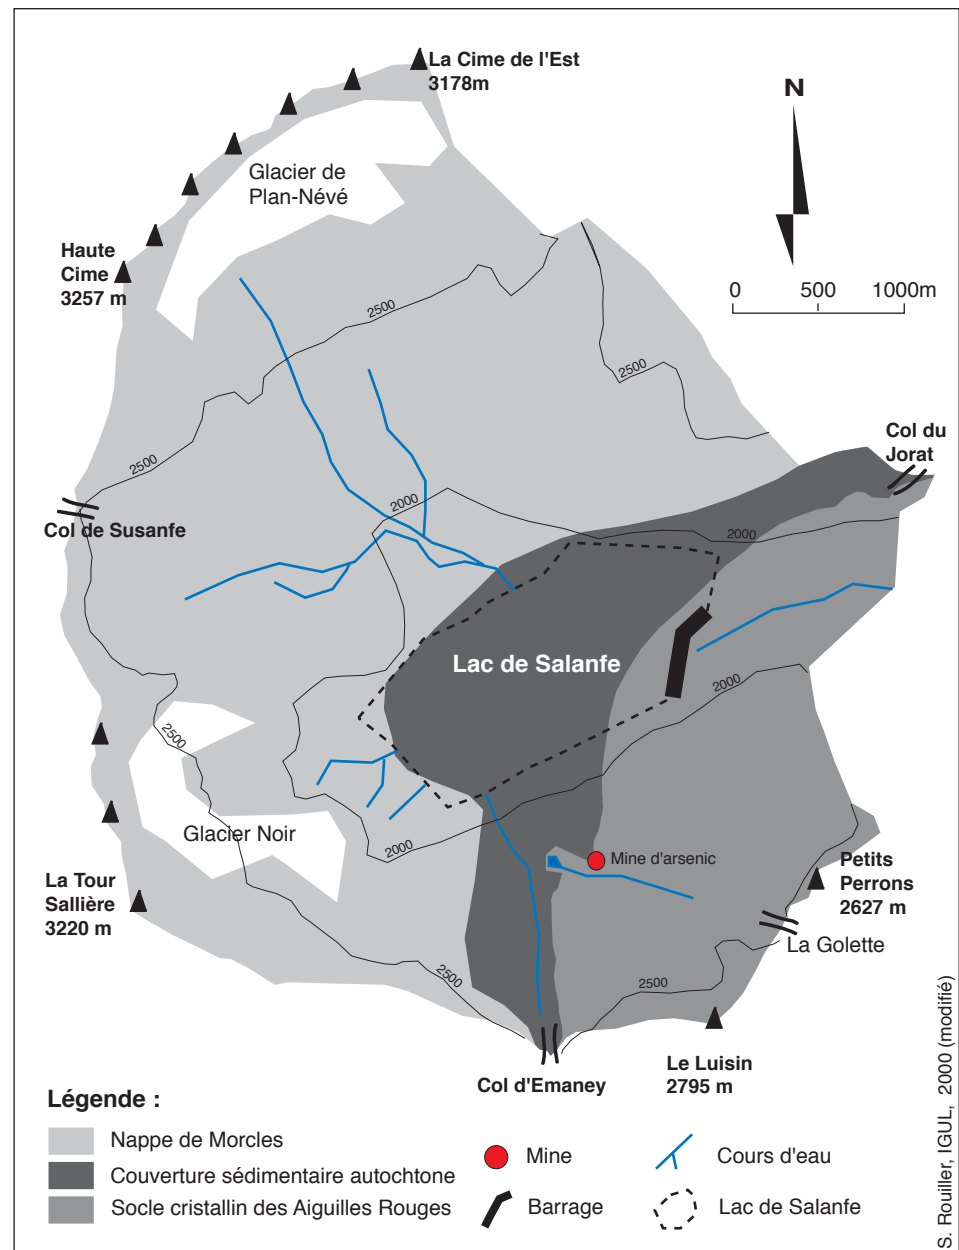 La Cime de l'Est
3178m
N
Glacier de
Plan-Névé
Haute
Cime
3257 m
0 500 1000m
2500
2500
2500
Col du
Jorat
2000
2000
Col de Susanfe
Lac de Salanfe
2000
2500
Glacier Noir
2000
Mine d'arsenic
Petits
Perrons
2627 m
La Tour
Sallière
3220 m
La Golette
2500
2500
Le Luisin
2795 m
Col d'Emaney
Légende :
Nappe de Morcles
Couverture sédimentaire autochtone
Socle cristallin des Aiguilles Rouges
Mine
Barrage
Cours d'eau
Lac de Salanfe
S. Rouiller, IGUL, 2000 (modifié)